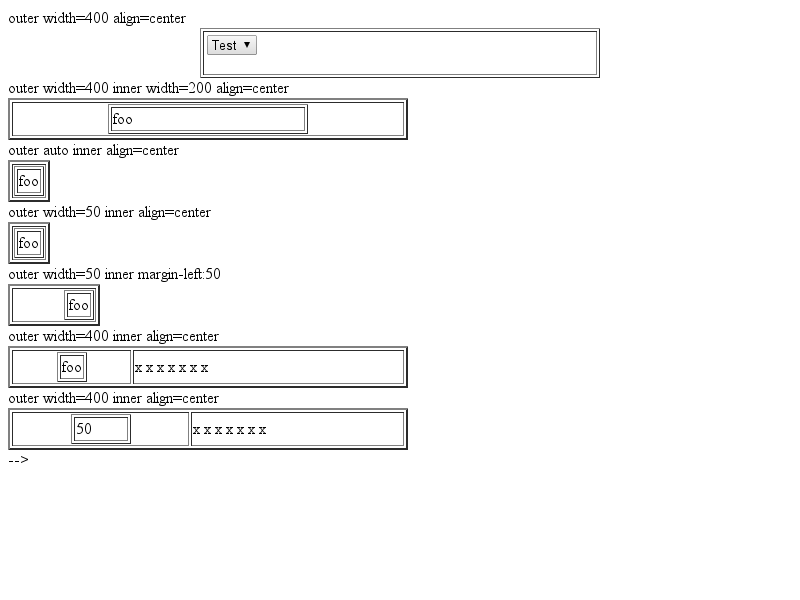 outer width=400 align=center
Test
outer width=400 inner width=200 align=center
foo
outer auto inner align=center
foo
outer width=50 inner align=center
foo
outer width=50 inner margin-left:50
foo
outer width=400 inner align=center
foo x x x x x x x
outer width=400 inner align=center
50 x x x x x x x
-->